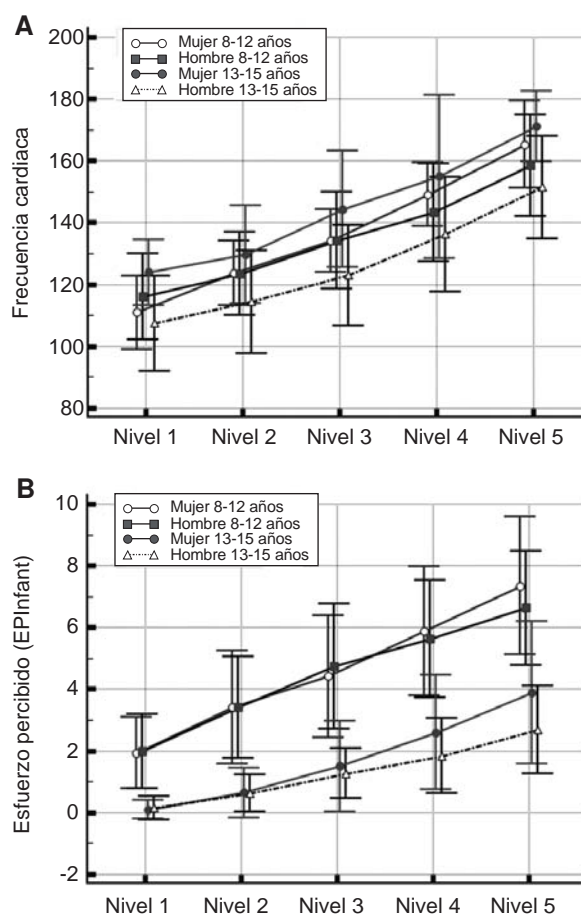 A
200
180
160
140
120
100
80
Frecuencia cardiaca
Mujer 8-12 años
Hombre 8-12 años
Mujer 13-15 años
Hombre 13-15 años
Nivel 1 Nivel 2 Nivel 3 Nivel 4 Nivel 5
B
10
8
6
4
2
0
-2
Esfuerzo percibido (EPInfant)
Mujer 8-12 años
Hombre 8-12 años
Mujer 13-15 años
Hombre 13-15 años
Nivel 1 Nivel 2 Nivel 3 Nivel 4 Nivel 5